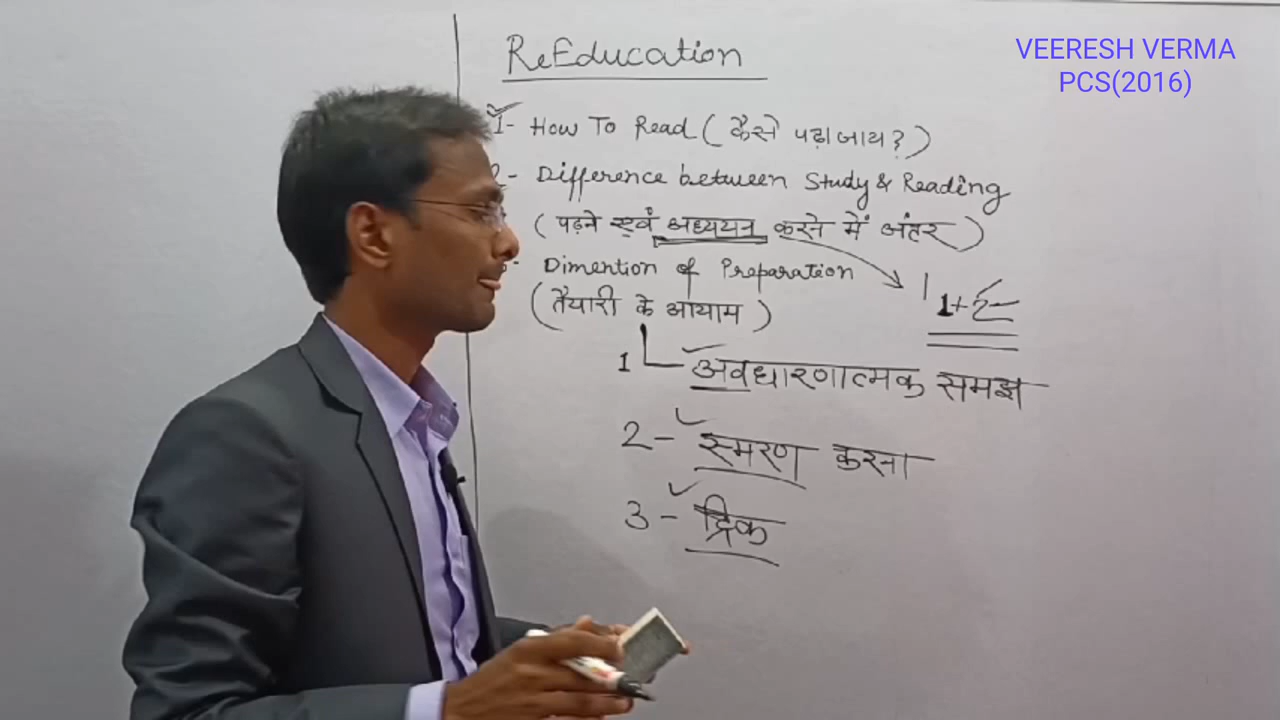 VEERESH VERMA
PCS(2016)
ReEducation
1- How To Read ( कैसे पढ़ा जाय ? )
2- Difference between Study & Reading
( पढ़ने एवं अध्ययन करने में अंतर )
Dimention of Preparation
( तैयारी के आयाम )
1 अवधारणात्मक समझ
2- स्मरण करना
3- ट्रिक